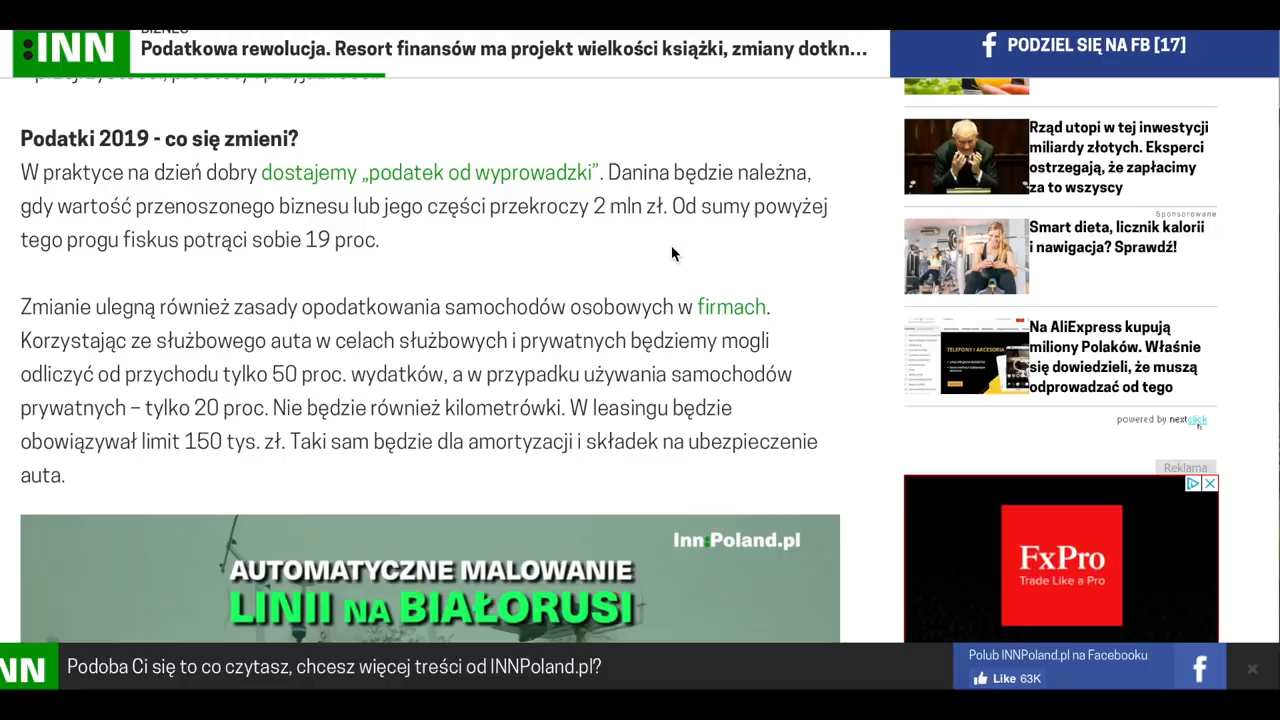 BIZNES
:INN
Podatkowa rewolucja. Resort finansów ma projekt wielkości książki, zmiany dotkn...
PODZIEL SIĘ NA FB [17]
Podatki 2019 - co się zmieni?
W praktyce na dzień dobry dostajemy „podatek od wyprowadzki”. Danina będzie należna,
gdy wartość przenoszonego biznesu lub jego części przekroczy 2 mln zł. Od sumy powyżej
tego progu fiskus potrąci sobie 19 proc.
Zmianie ulegną również zasady opodatkowania samochodów osobowych w firmach.
Korzystając ze służbowego auta w celach służbowych i prywatnych będziemy mogli
odliczyć od przychodu tylko 50 proc. wydatków, a w przypadku używania samochodów
prywatnych – tylko 20 proc. Nie będzie również kilometrówki. W leasingu będzie
obowiązywał limit 150 tys. zł. Taki sam będzie dla amortyzacji i składek na ubezpieczenie
auta.
Inn:Poland.pl
AUTOMATYCZNE MALOWANIE
LINII NA BIAŁORUSI
Rząd utopi w tej inwestycji
miliardy złotych. Eksperci
ostrzegają, że zapłacimy
za to wszyscy
Sponsorowane
Smart dieta, licznik kalorii
i nawigacja? Sprawdź!
TELEFONY I AKCESORIA
Na AliExpress kupują
miliony Polaków. Właśnie
się dowiedzieli, że muszą
odprowadzać od tego
powered by nextclick
Reklama
FxPro
Trade Like a Pro
NN
Podoba Ci się to co czytasz, chcesz więcej treści od INNPoland.pl?
Polub INNPoland.pl na Facebooku
Like 63K